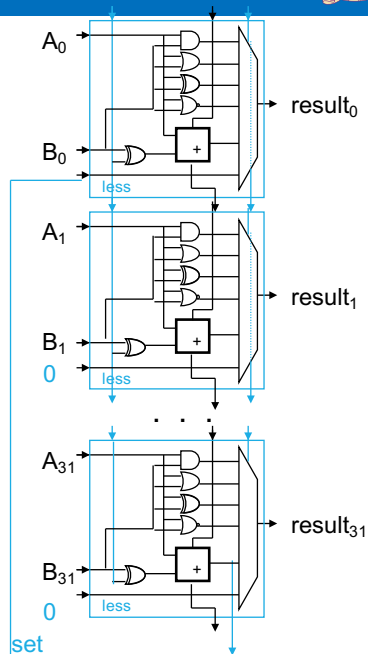 A0
result0
B0
+
less
A1
result1
B1
+
0
less
. . .
A31
result31
B31
+
0
less
set